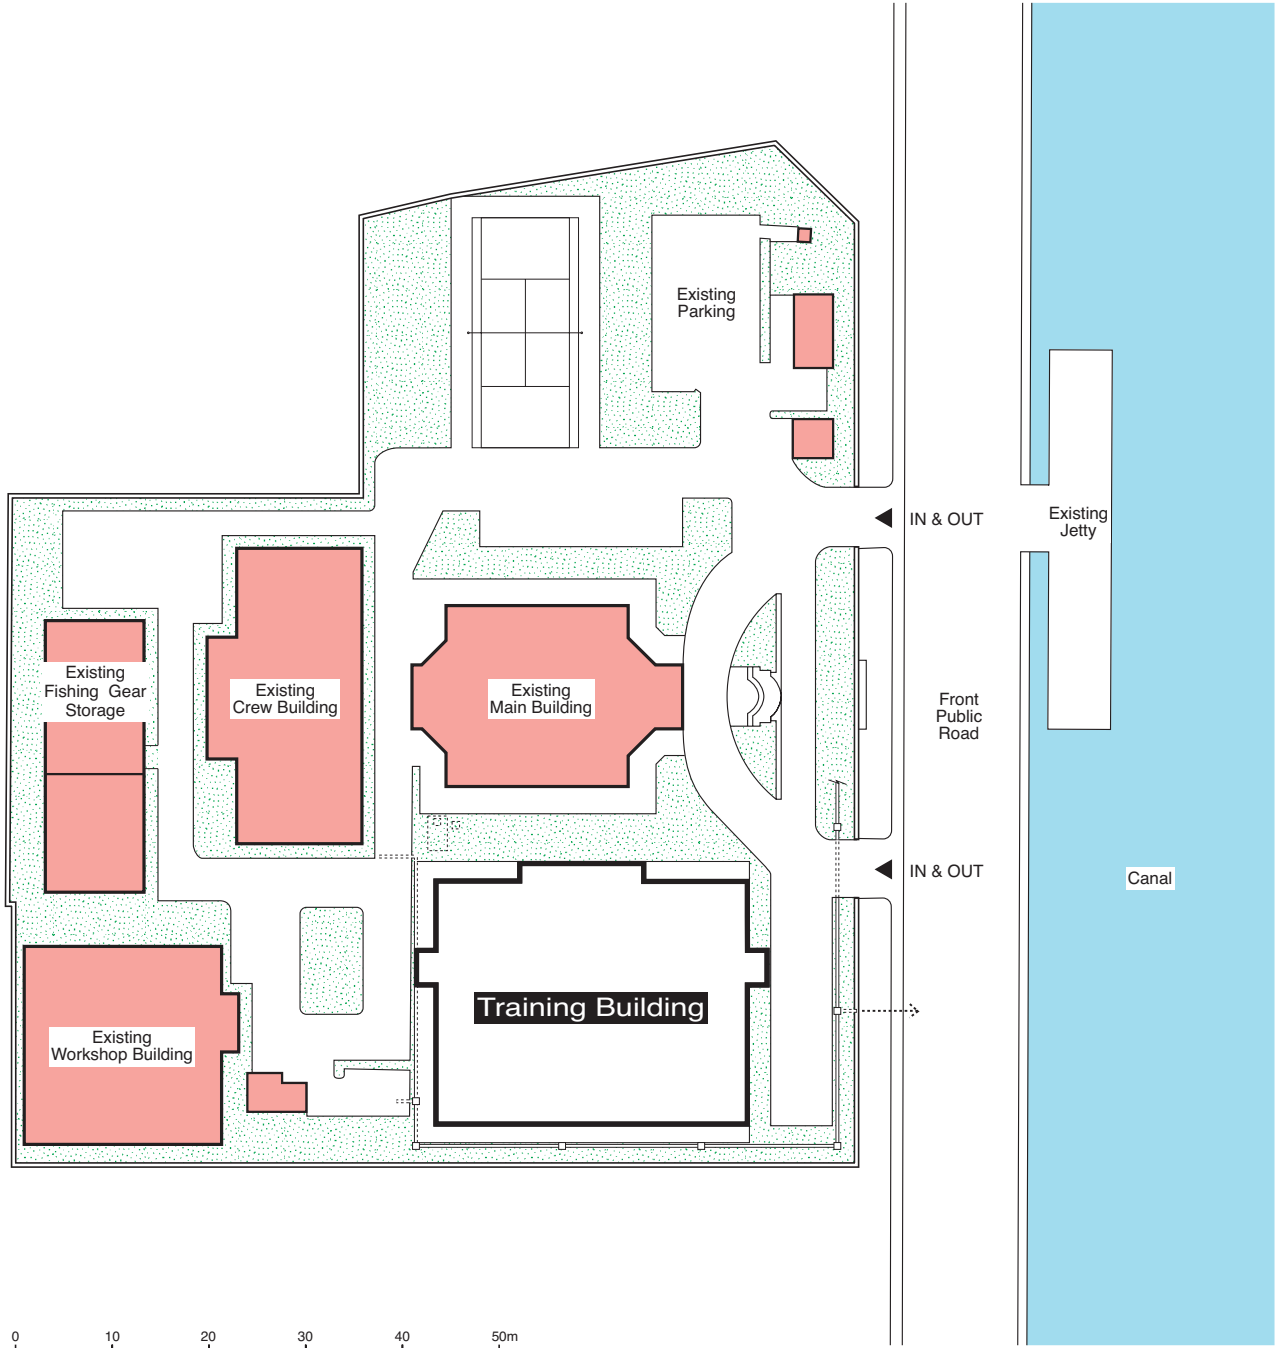 Existing
Parking
IN & OUT
Existing
Jetty
Existing
Fishing Gear
Storage
Existing
Crew Building
Existing
Main Building
Front
Public
Road
IN & OUT
Canal
Training Building
Existing
Workshop Building
0 10 20 30 40 50m